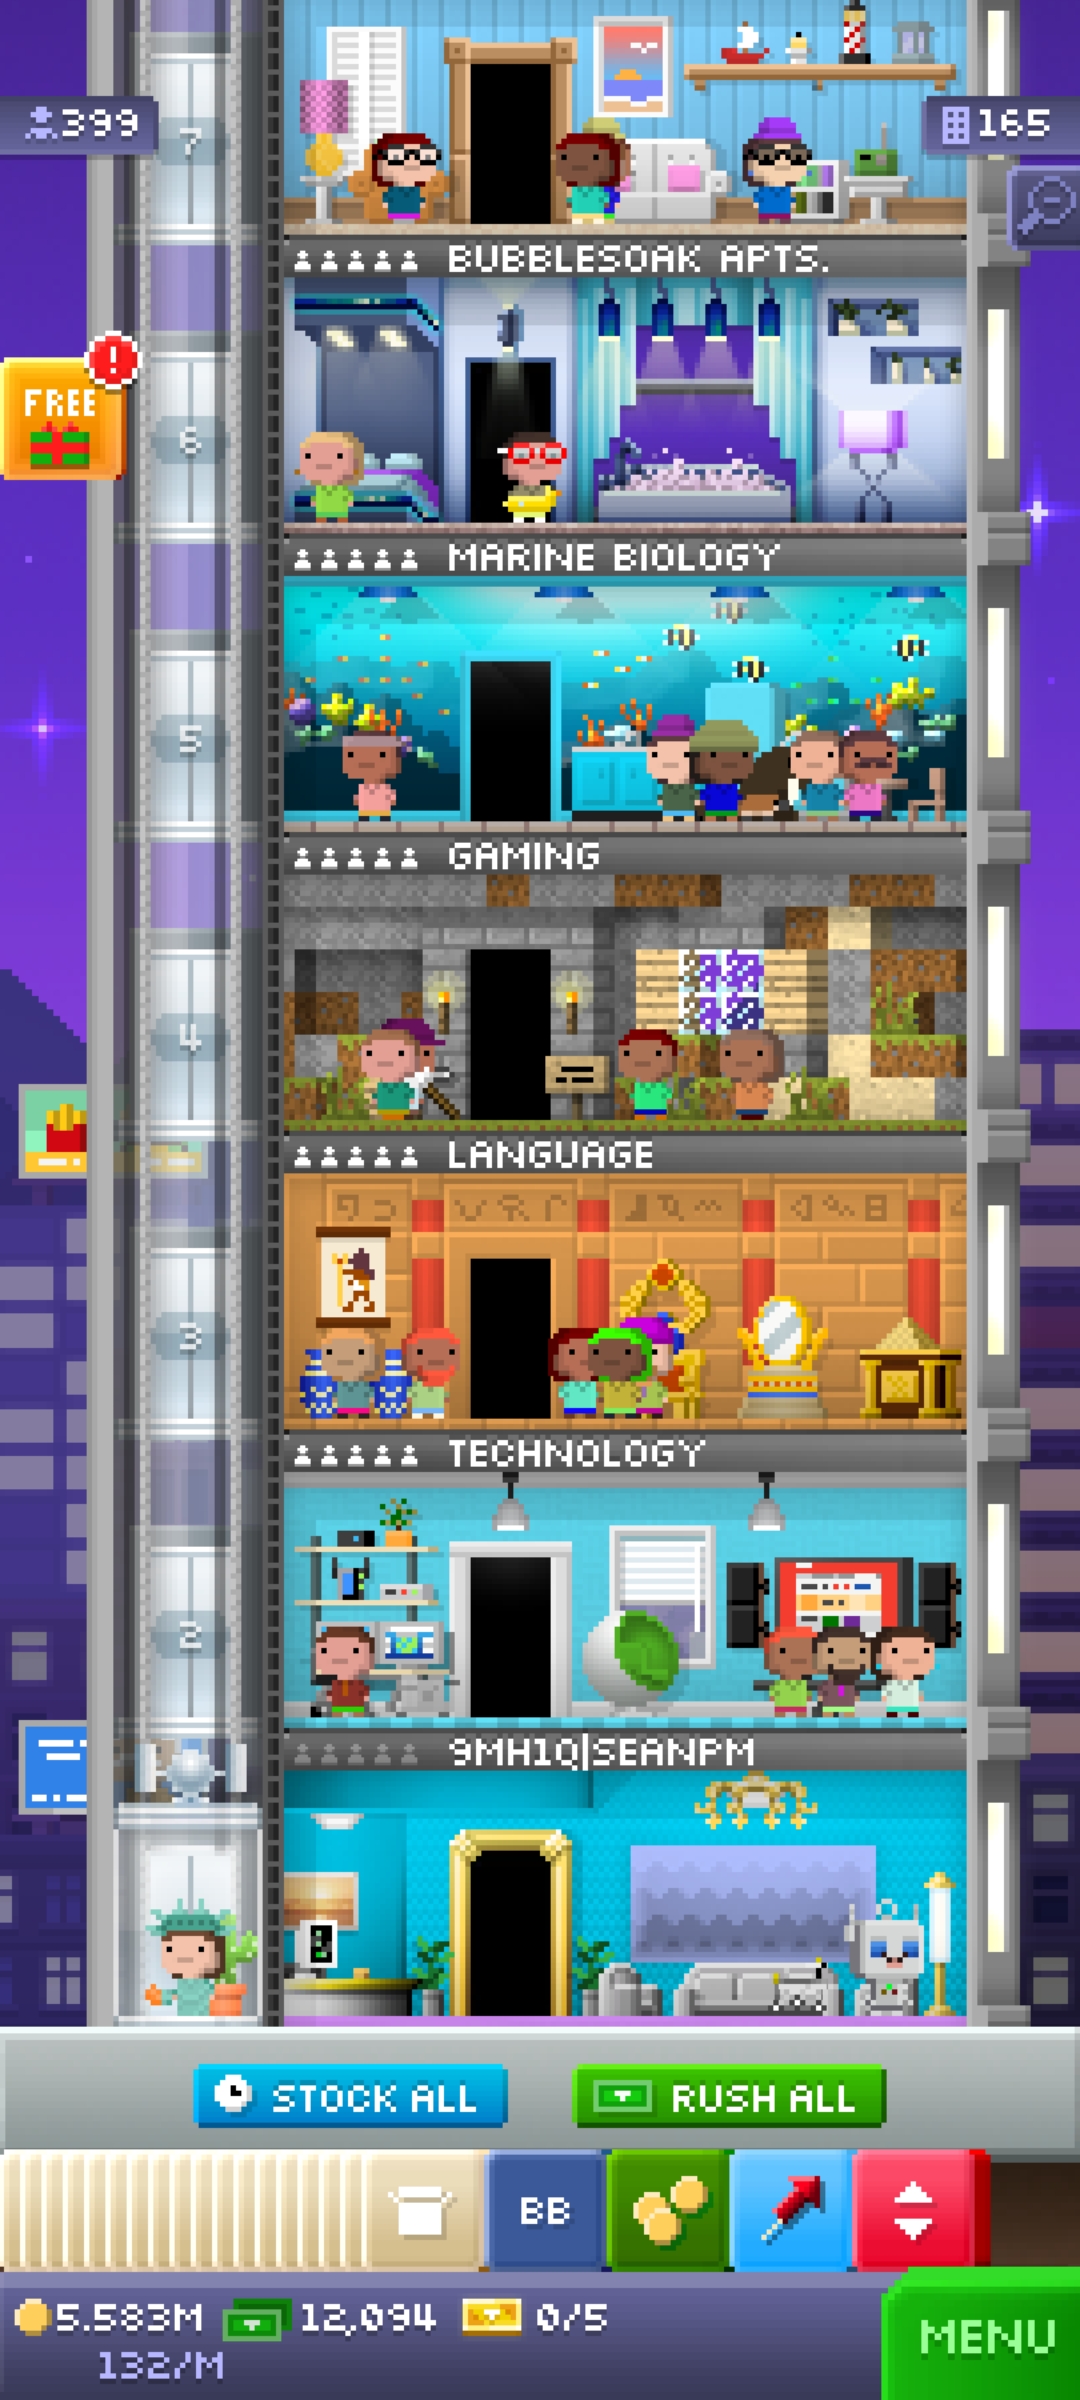 399
165
7
BUBBLESOAK APTS.
FREE
!
6
MARINE BIOLOGY
5
GAMING
4
LANGUAGE
3
TECHNOLOGY
2
9MH1Q|SEANPM
STOCK ALL
RUSH ALL
BB
5.583M
12,094
0/5
132/M
MENU